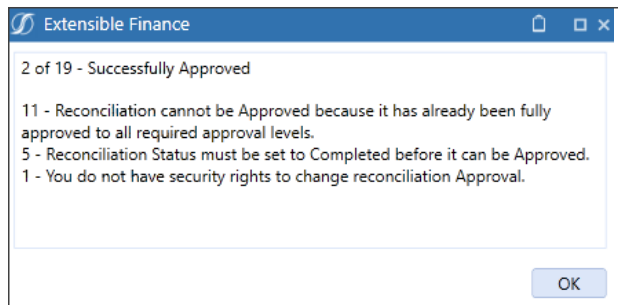 Extensible Finance
2 of 19 - Successfully Approved
11 - Reconciliation cannot be Approved because it has already been fully
approved to all required approval levels.
5 - Reconciliation Status must be set to Completed before it can be Approved.
1 - You do not have security rights to change reconciliation Approval.
OK